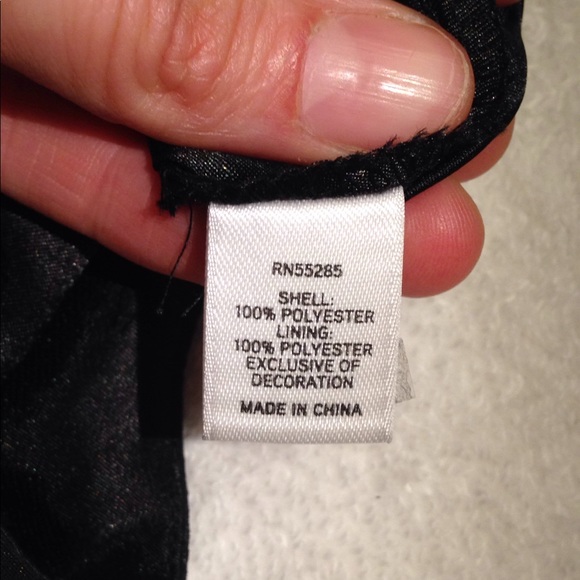 RN55285
SHELL:
100% POLYESTER
LINING:
100% POLYESTER
EXCLUSIVE OF
DECORATION
MADE IN CHINA